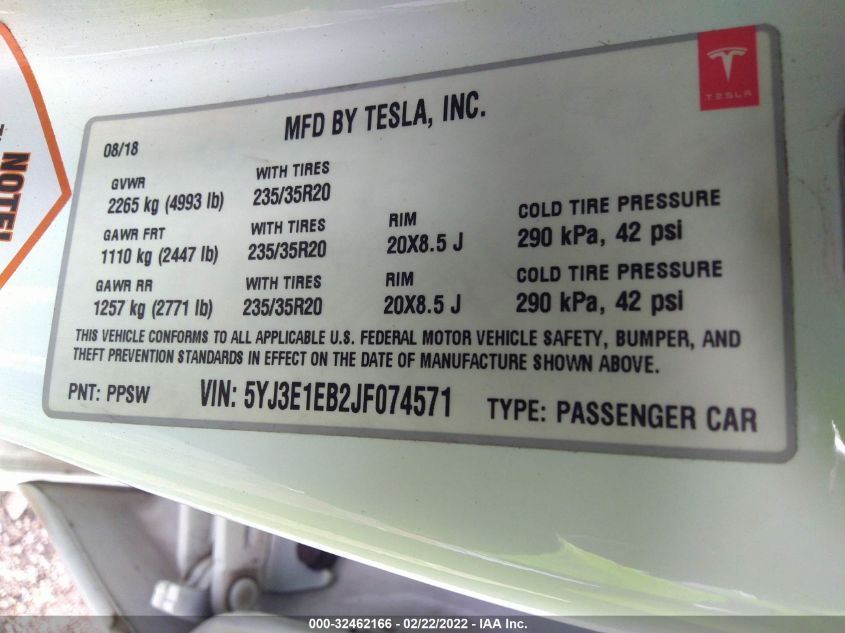 TESLA
MFD BY TESLA, INC.
08/18
GVWR WITH TIRES
2265 kg (4993 lb) 235/35R20
GAWR FRT WITH TIRES RIM COLD TIRE PRESSURE
1110 kg (2447 lb) 235/35R20 20X8.5 J 290 kPa, 42 psi
GAWR RR WITH TIRES RIM COLD TIRE PRESSURE
1257 kg (2771 lb) 235/35R20 20X8.5 J 290 kPa, 42 psi
THIS VEHICLE CONFORMS TO ALL APPLICABLE U.S. FEDERAL MOTOR VEHICLE SAFETY, BUMPER, AND
THEFT PREVENTION STANDARDS IN EFFECT ON THE DATE OF MANUFACTURE SHOWN ABOVE.
PNT: PPSW VIN: 5YJ3E1EB2JF074571 TYPE: PASSENGER CAR
NOTE!
000-32462166 - 02/22/2022 - IAA Inc.